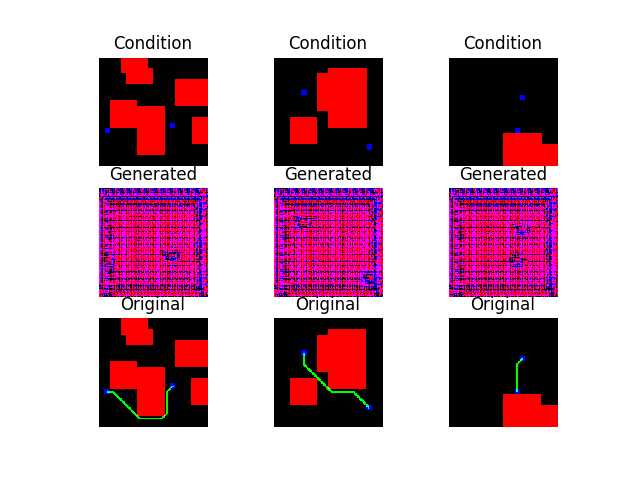 Condition Condition Condition
Generated Generated Generated
Original Original Original